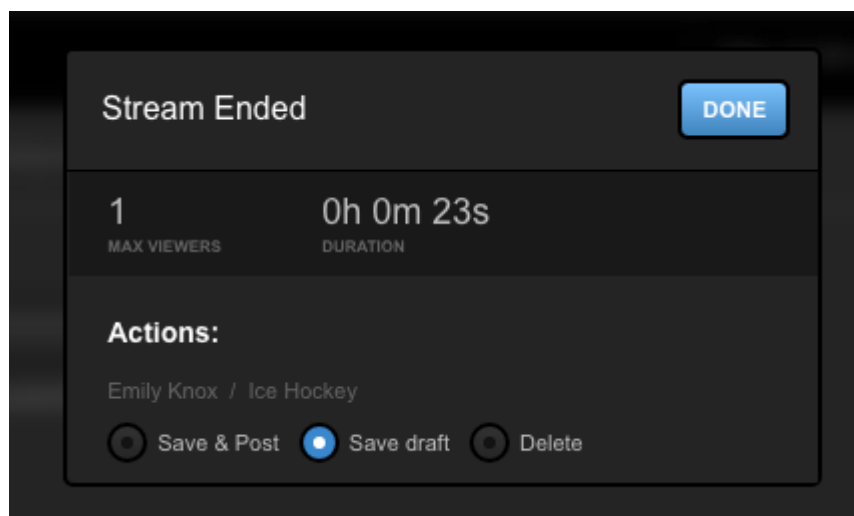 Stream Ended
DONE
1
0h 0m 23s
MAX VIEWERS
DURATION
Actions:
Emily Knox / Ice Hockey
Save & Post
Save draft
Delete